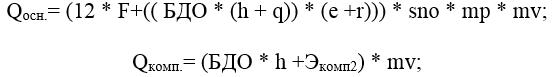 Qосн.= (12 * F+(( БДО * (h + q)) * (e +r))) * sno * mp * mv;
Qкомп.= (БДО * h +Экомп2) * mv;